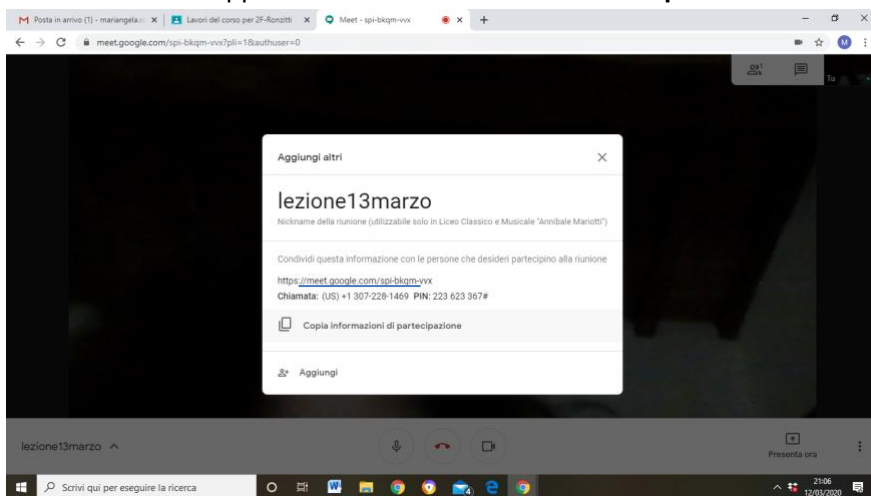 Posta in arrivo (1) - mariangela.
Lavori del corso per 2F-Ronzitti
Meet - spi-bkqm-vvx
meet.google.com/spi-bkqm-vvx?pli=1&authuser=0
M
Tu
Aggiungi altri
lezione13marzo
Nickname della riunione (utilizzabile solo in Liceo Classico e Musicale "Annibale Mariotti")
Condividi questa informazione con le persone che desideri partecipino alla riunione
https://meet.google.com/spi-bkqm-vvx
Chiamata: (US) +1 307-228-1469 PIN: 223 623 367#
Copia informazioni di partecipazione
Aggiungi
lezione13marzo
Presenta ora
Scrivi qui per eseguire la ricerca
21:06
12/03/2020